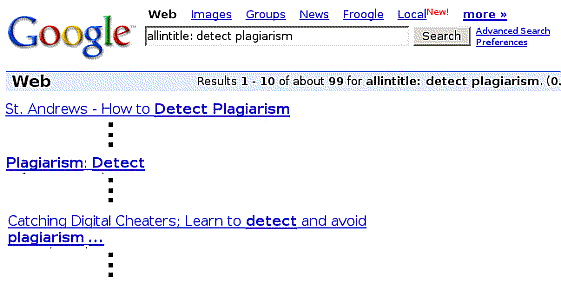 Web Images Groups News Froogle Local New! more »
Google™
allintitle: detect plagiarism Search Advanced Search
Preferences
Web Results 1 - 10 of about 99 for allintitle: detect plagiarism. (0.
St. Andrews - How to Detect Plagiarism
Plagiarism: Detect
Catching Digital Cheaters; Learn to detect and avoid
plagiarism ...